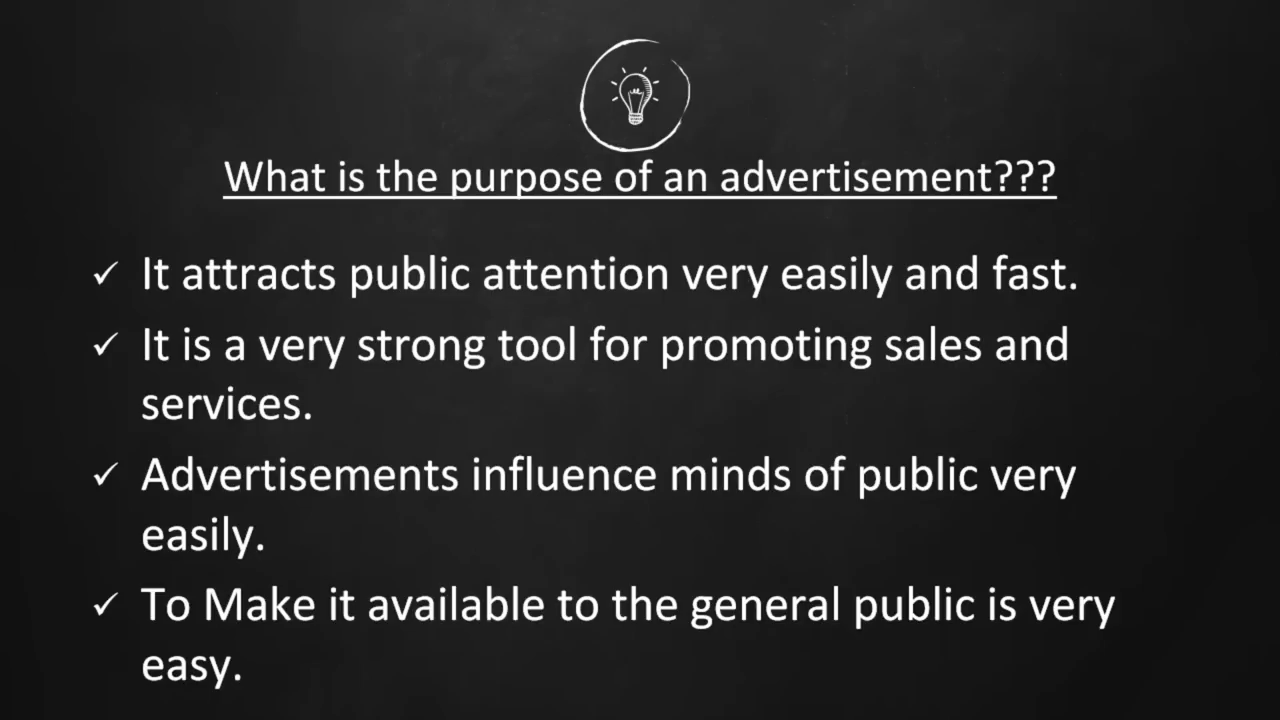 What is the purpose of an advertisement???
✓ It attracts public attention very easily and fast.
✓ It is a very strong tool for promoting sales and
services.
✓ Advertisements influence minds of public very
easily.
✓ To Make it available to the general public is very
easy.